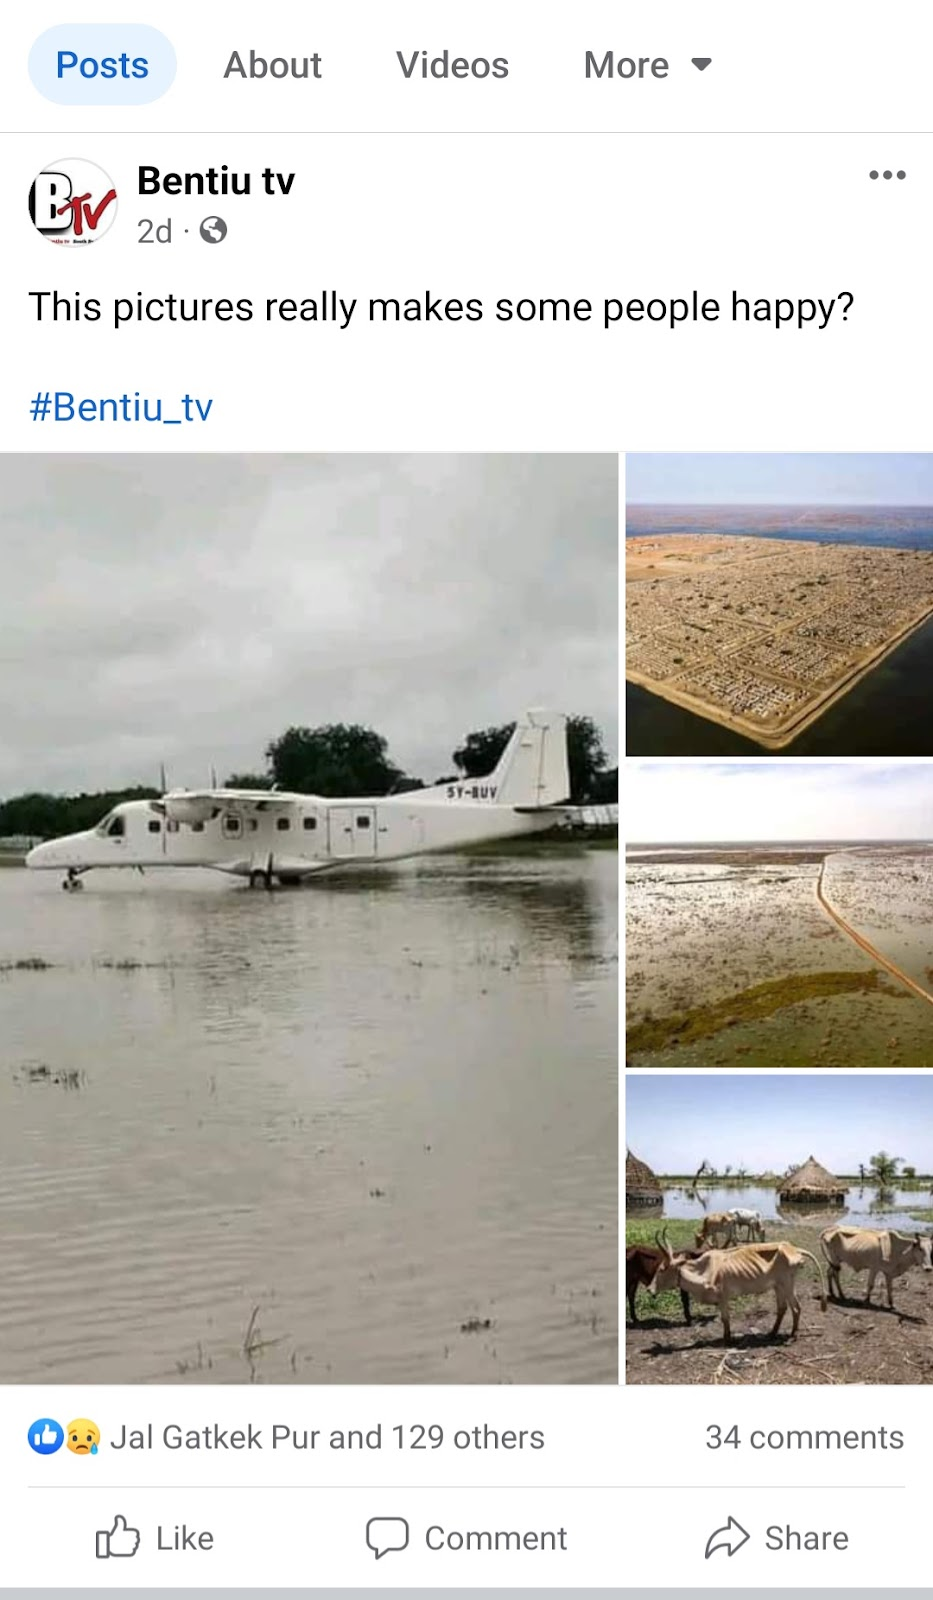 Posts About Videos More
BTV
Bentiu tv
2d
This pictures really makes some people happy?
#Bentiu_tv
5Y-BUV
Jal Gatkek Pur and 129 others 34 comments
Like Comment Share